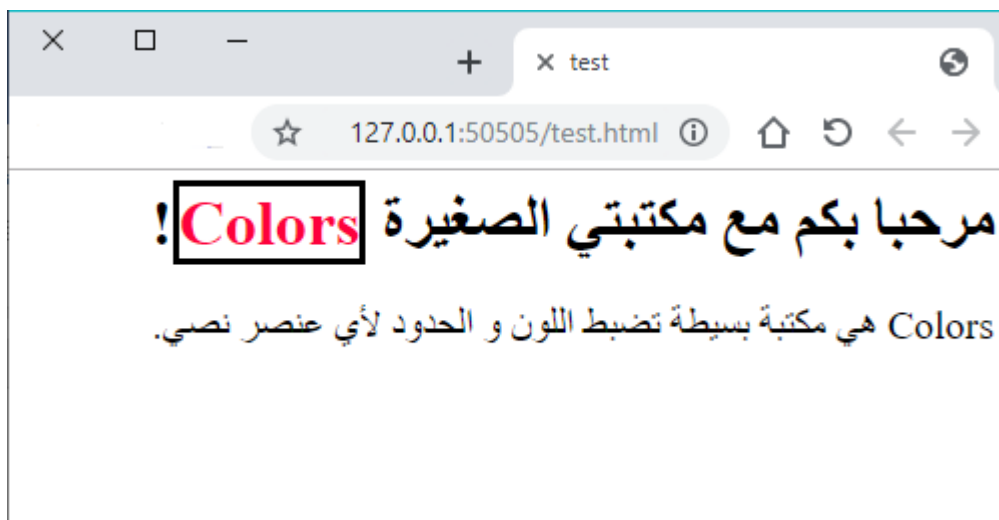 test
127.0.0.1:50505/test.html
مرحبا بكم مع مكتبتي الصغيرة Colors!
Colors هي مكتبة بسيطة تضبط اللون و الحدود لأي عنصر نصي.